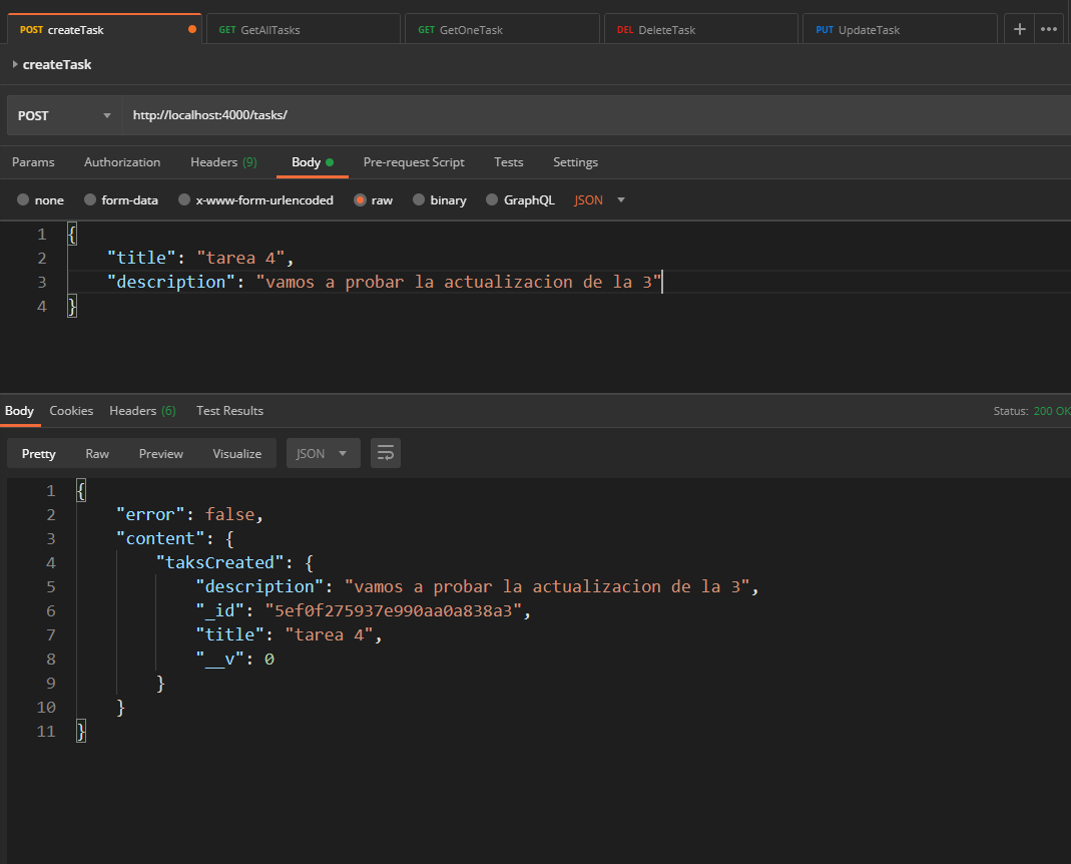 POST createTask
GET GetAllTasks
GET GetOneTask
DEL DeleteTask
PUT UpdateTask
createTask
POST
http://localhost:4000/tasks/
Params Authorization Headers (9) Body Pre-request Script Tests Settings
none form-data x-www-form-urlencoded raw binary GraphQL JSON
1 {
2 "title": "tarea 4",
3 "description": "vamos a probar la actualizacion de la 3"
4 }
Body Cookies Headers (6) Test Results Status: 200 OK
Pretty Raw Preview Visualize JSON
1 {
2 "error": false,
3 "content": {
4 "taksCreated": {
5 "description": "vamos a probar la actualizacion de la 3",
6 "_id": "5ef0f275937e990aa0a838a3",
7 "title": "tarea 4",
8 "__v": 0
9 }
10 }
11 }